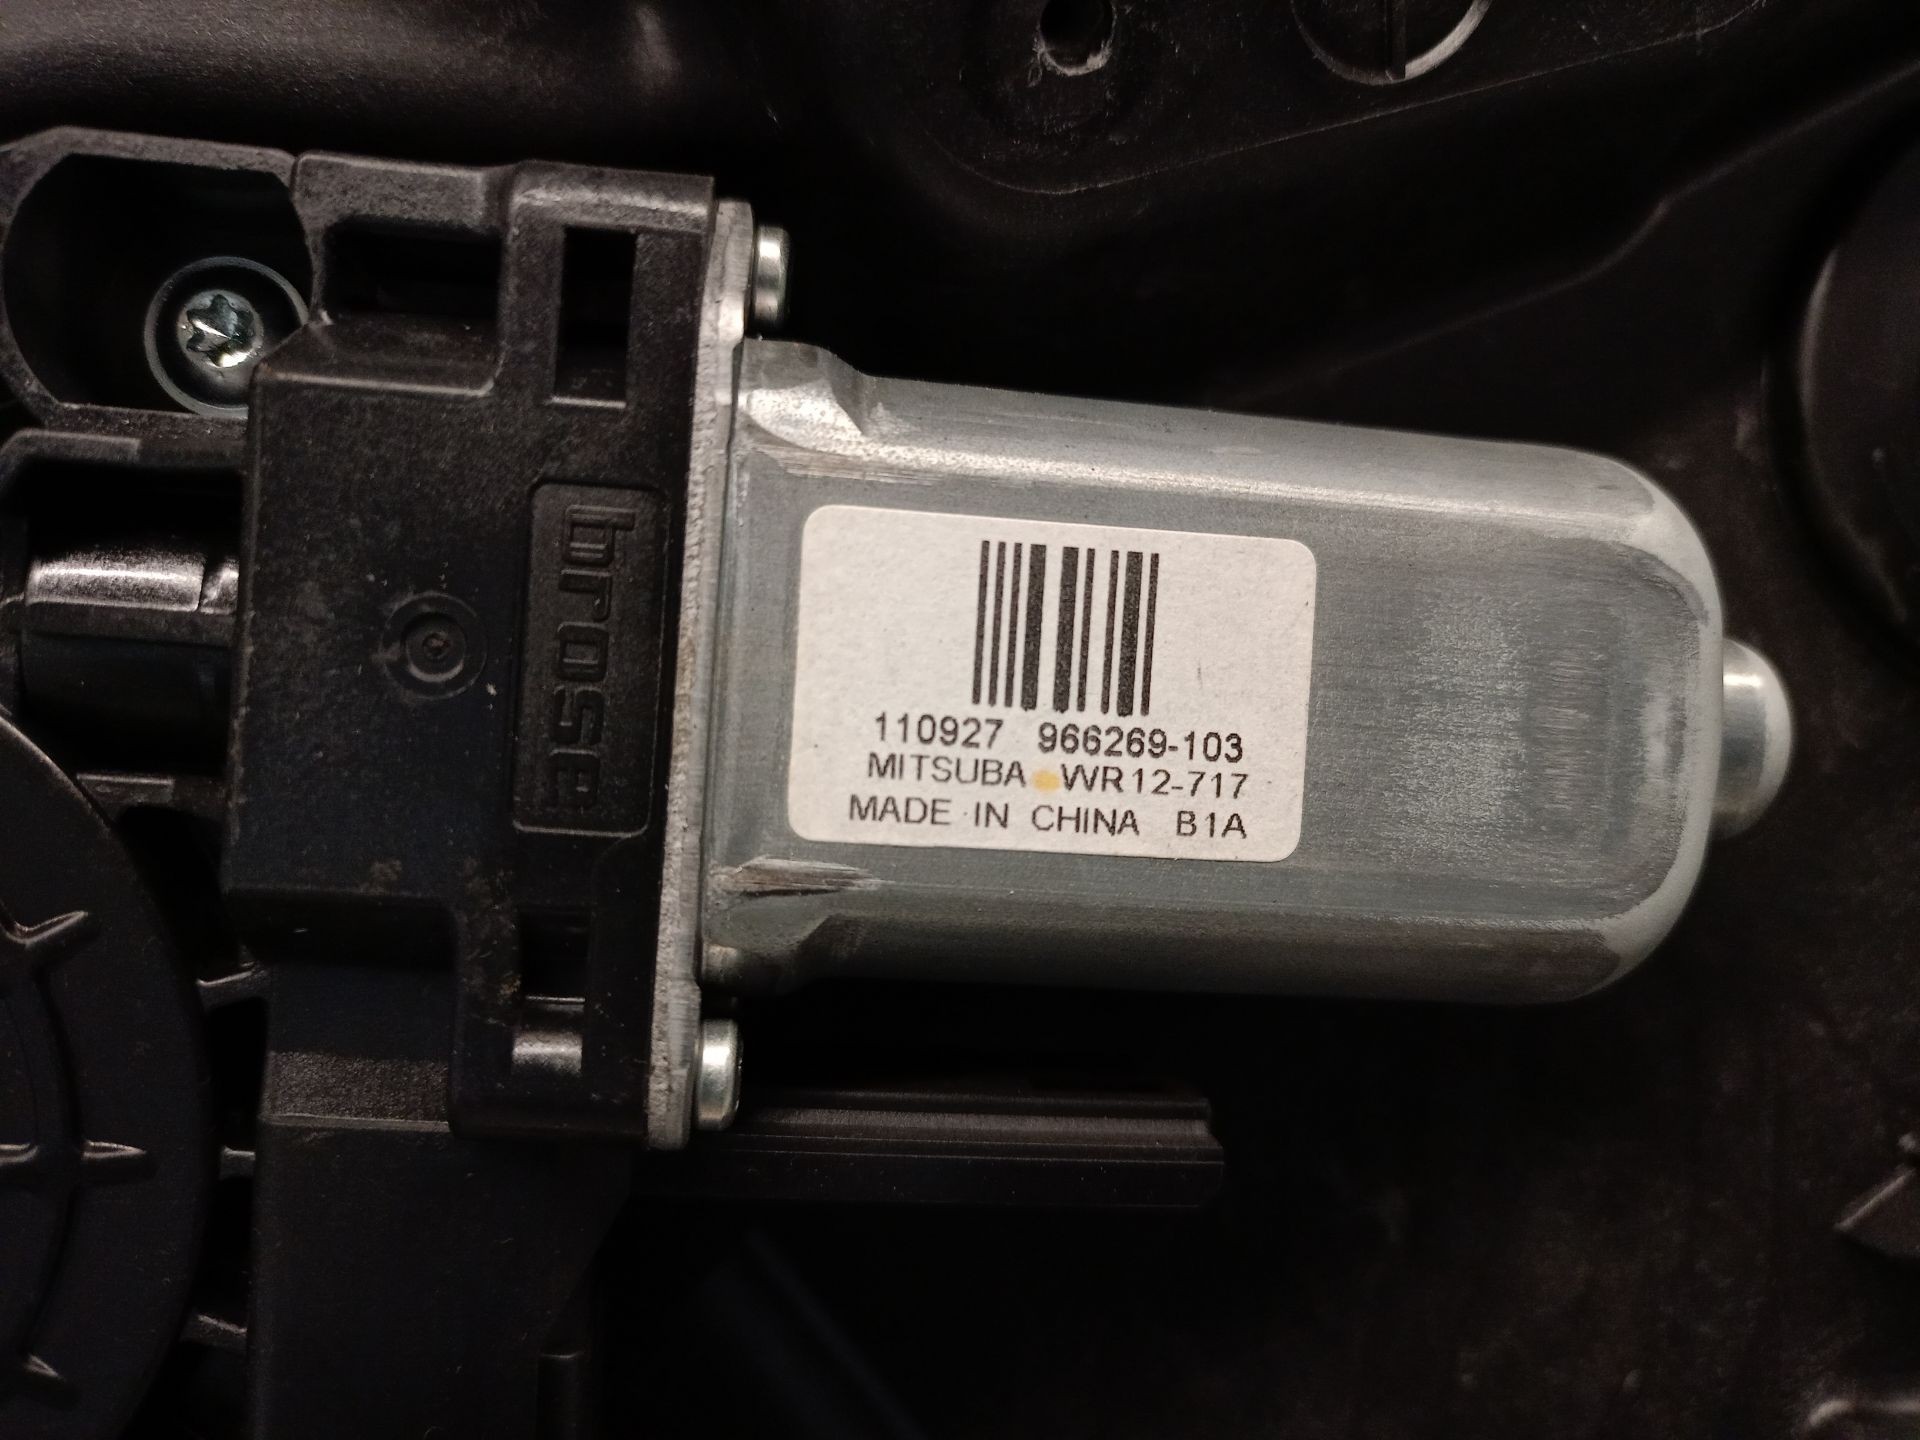 brose
110927 966269-103
MITSUBA WR12-717
MADE IN CHINA B1A